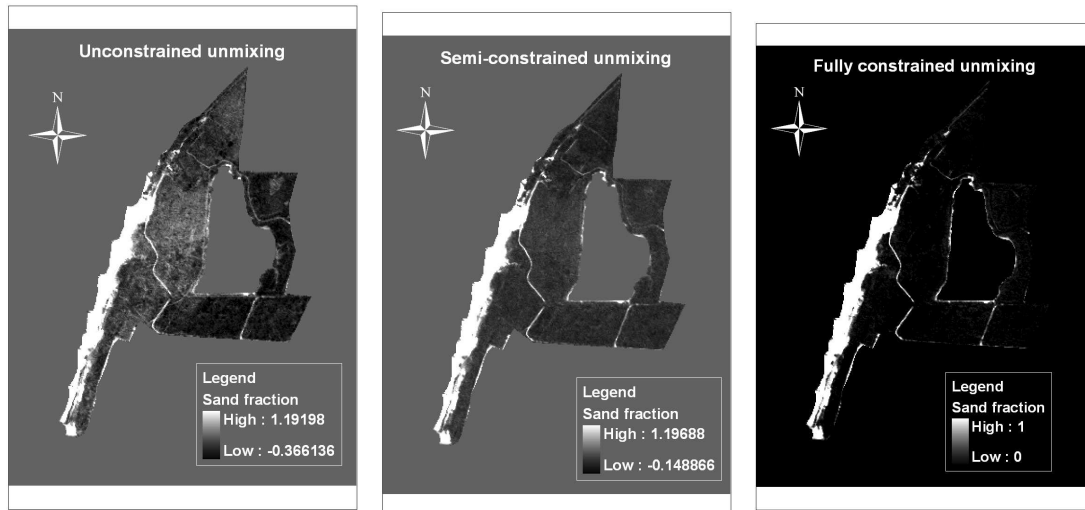 Unconstrained unmixing
N
Legend
Sand fraction
High : 1.19198
Low : -0.366136
Semi-constrained unmixing
N
Legend
Sand fraction
High : 1.19688
Low : -0.148866
Fully constrained unmixing
N
Legend
Sand fraction
High : 1
Low : 0